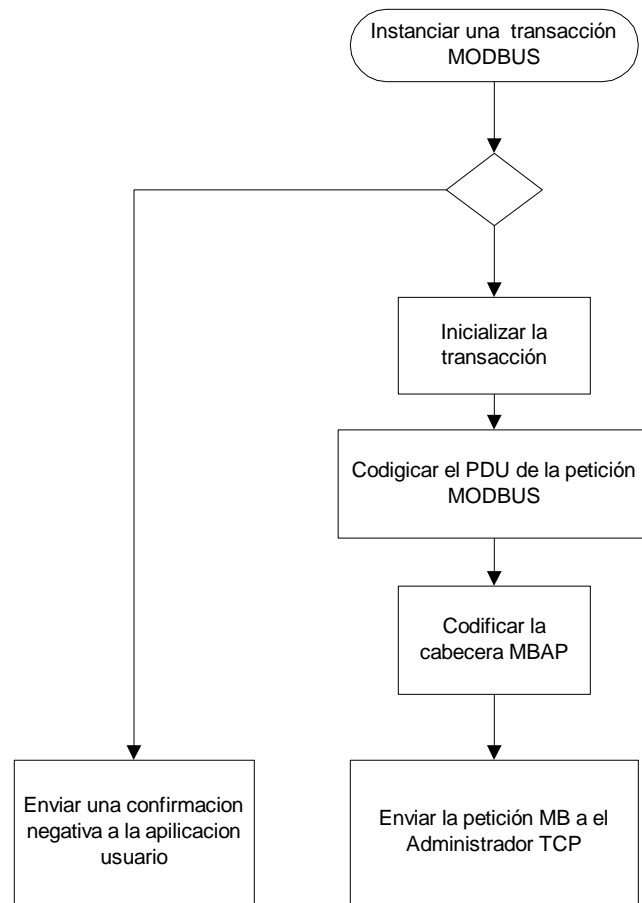 Instanciar una transacción
MODBUS
Inicializar la
transacción
Codigicar el PDU de la petición
MODBUS
Codificar la
cabecera MBAP
Enviar una confirmacion
negativa a la apilicacion
usuario
Enviar la petición MB a el
Administrador TCP